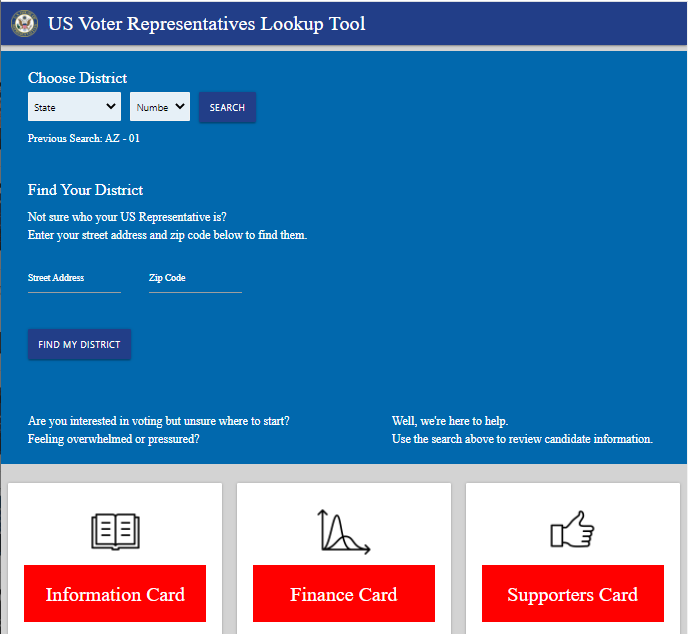 US Voter Representatives Lookup Tool
Choose District
State Numbe SEARCH
Previous Search: AZ - 01
Find Your District
Not sure who your US Representative is?
Enter your street address and zip code below to find them.
Street Address Zip Code
FIND MY DISTRICT
Are you interested in voting but unsure where to start?
Feeling overwhelmed or pressured?
Well, we're here to help.
Use the search above to review candidate information.
Information Card
Finance Card
Supporters Card